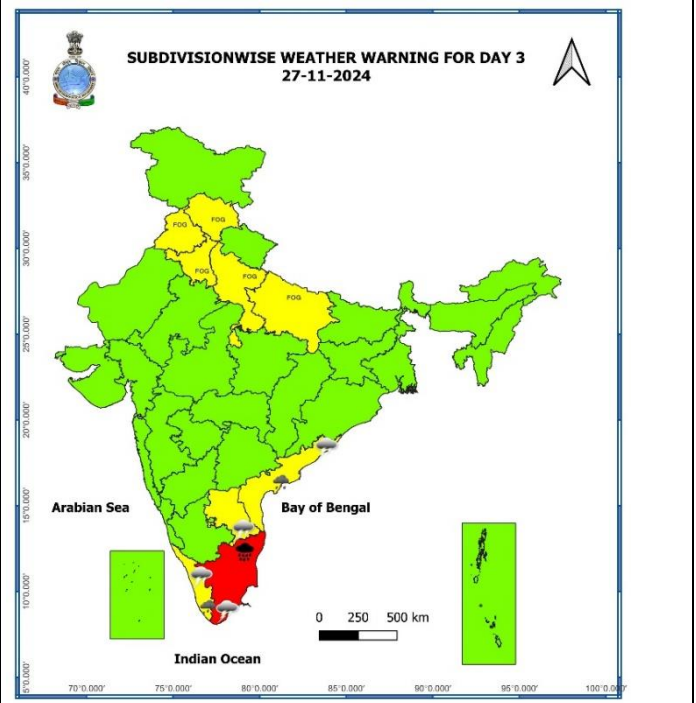 SUBDIVISIONWISE WEATHER WARNING FOR DAY 3
27-11-2024
40°0.000'
35°0.000'
FOG
FOG
30°0.000'
FOG
FOG
FOG
25°0.000'
20°0.000'
15°0.000'
Arabian Sea
Bay of Bengal
10°0.000'
0 250 500 km
Indian Ocean
5°0.000'
70°0.000' 75°0.000' 80°0.000' 85°0.000' 90°0.000' 95°0.000' 100°0.000'